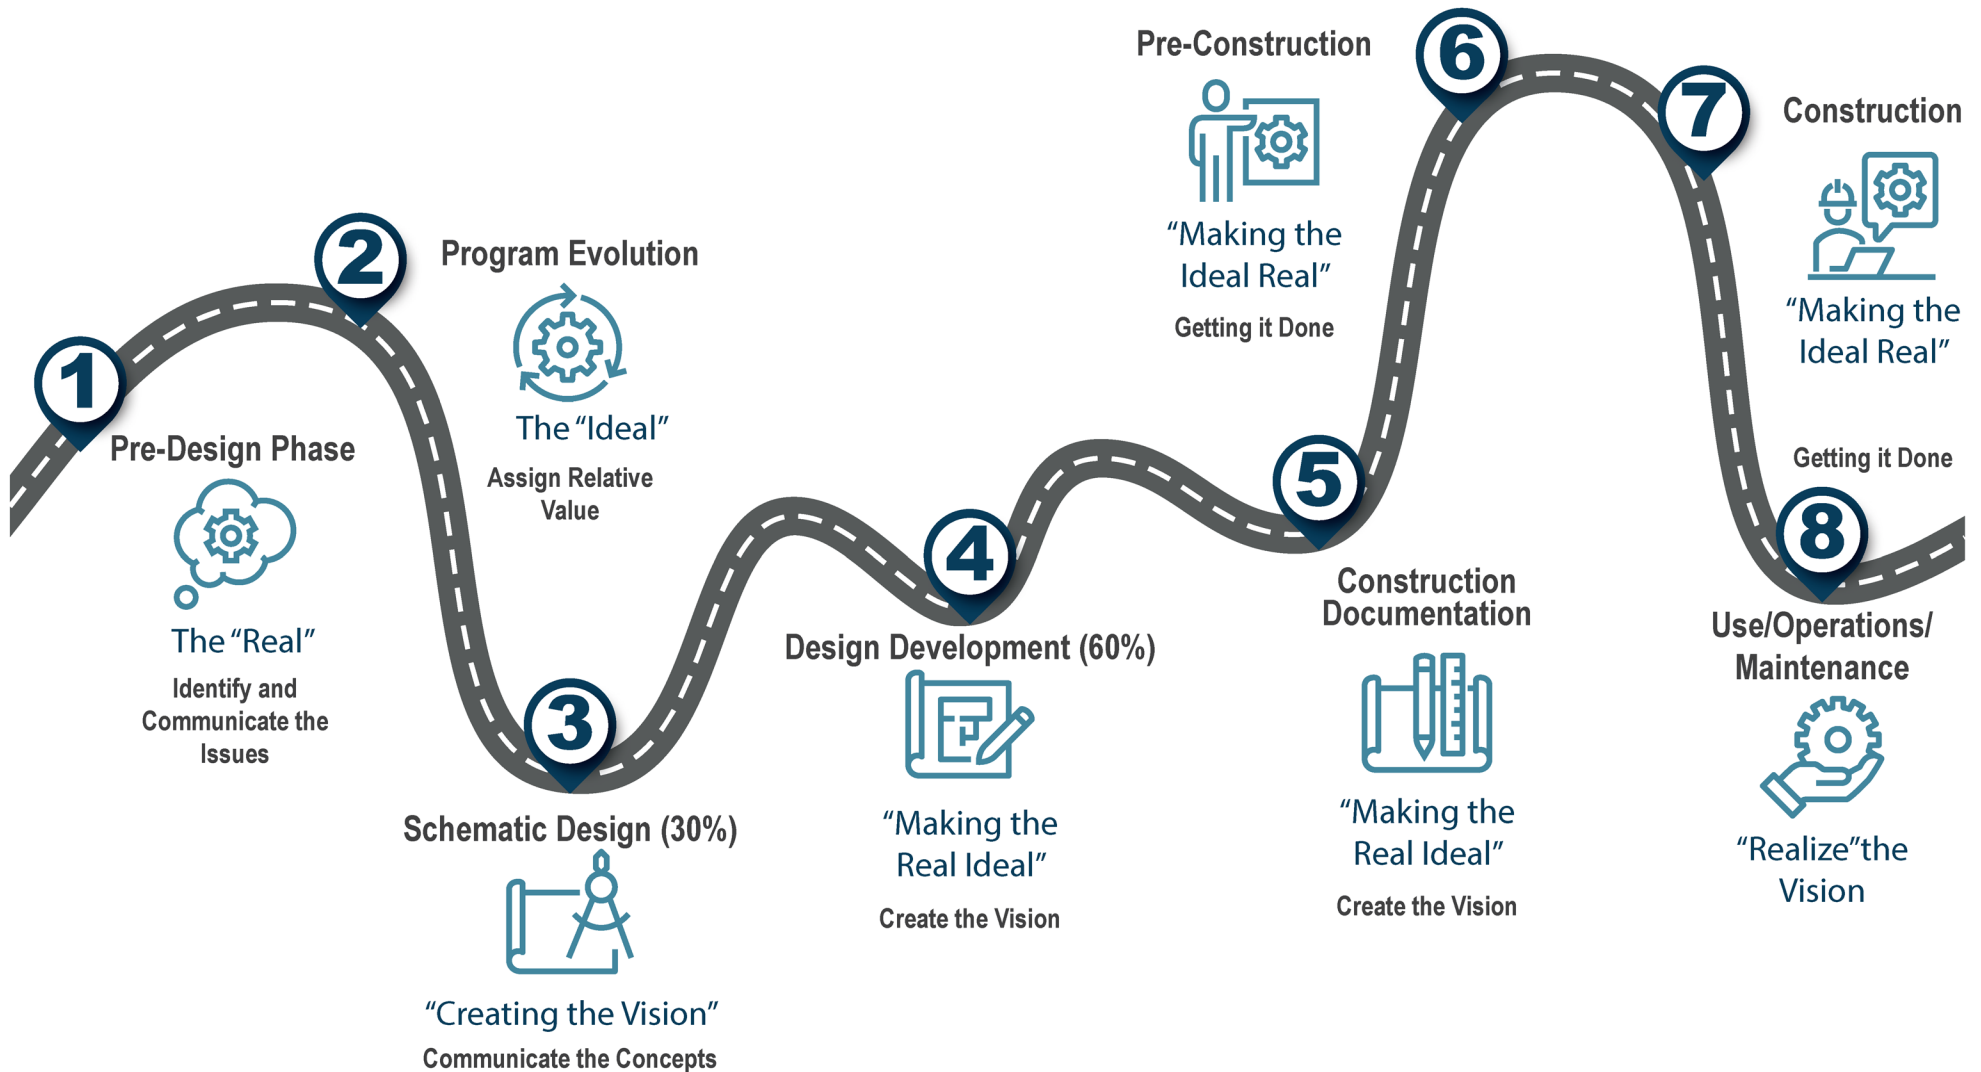 1
Pre-Design Phase
The “Real”
Identify and
Communicate the
Issues
2
Program Evolution
The “Ideal”
Assign Relative
Value
3
Schematic Design (30%)
“Creating the Vision”
Communicate the Concepts
4
Design Development (60%)
“Making the
Real Ideal”
Create the Vision
5
Construction
Documentation
“Making the
Real Ideal”
Create the Vision
6
Pre-Construction
“Making the
Ideal Real”
Getting it Done
7
Construction
“Making the
Ideal Real”
Getting it Done
8
Use/Operations/
Maintenance
“Realize”the
Vision